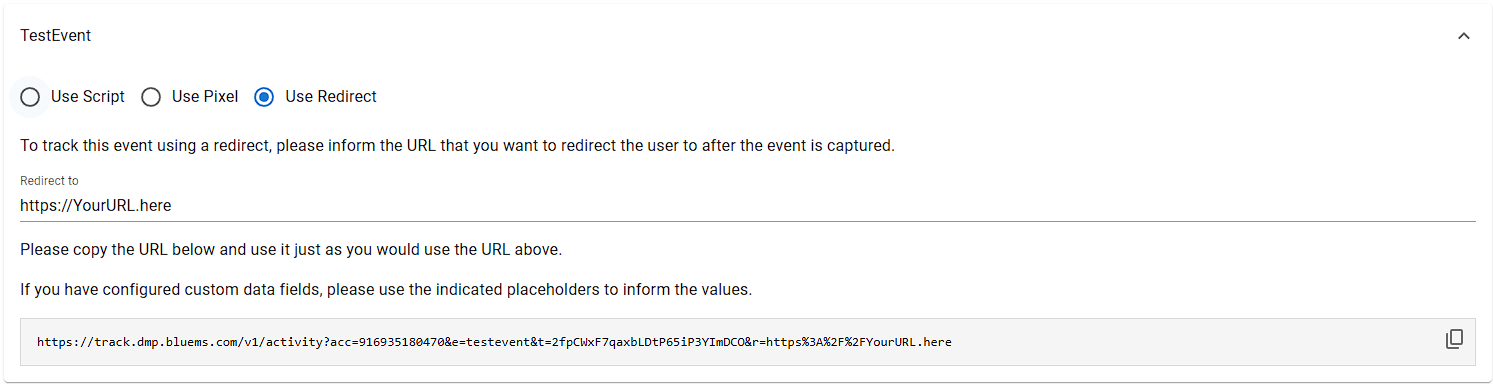 TestEvent
Use Script Use Pixel Use Redirect
To track this event using a redirect, please inform the URL that you want to redirect the user to after the event is captured.
Redirect to
https://YourURL.here
Please copy the URL below and use it just as you would use the URL above.
If you have configured custom data fields, please use the indicated placeholders to inform the values.
https://track.dmp.bluems.com/v1/activity?acc=916935180470&e=testevent&t=2fpCWxF7qaxbLDtP65iP3YImDCO&r=https%3A%2F%2FYourURL.here